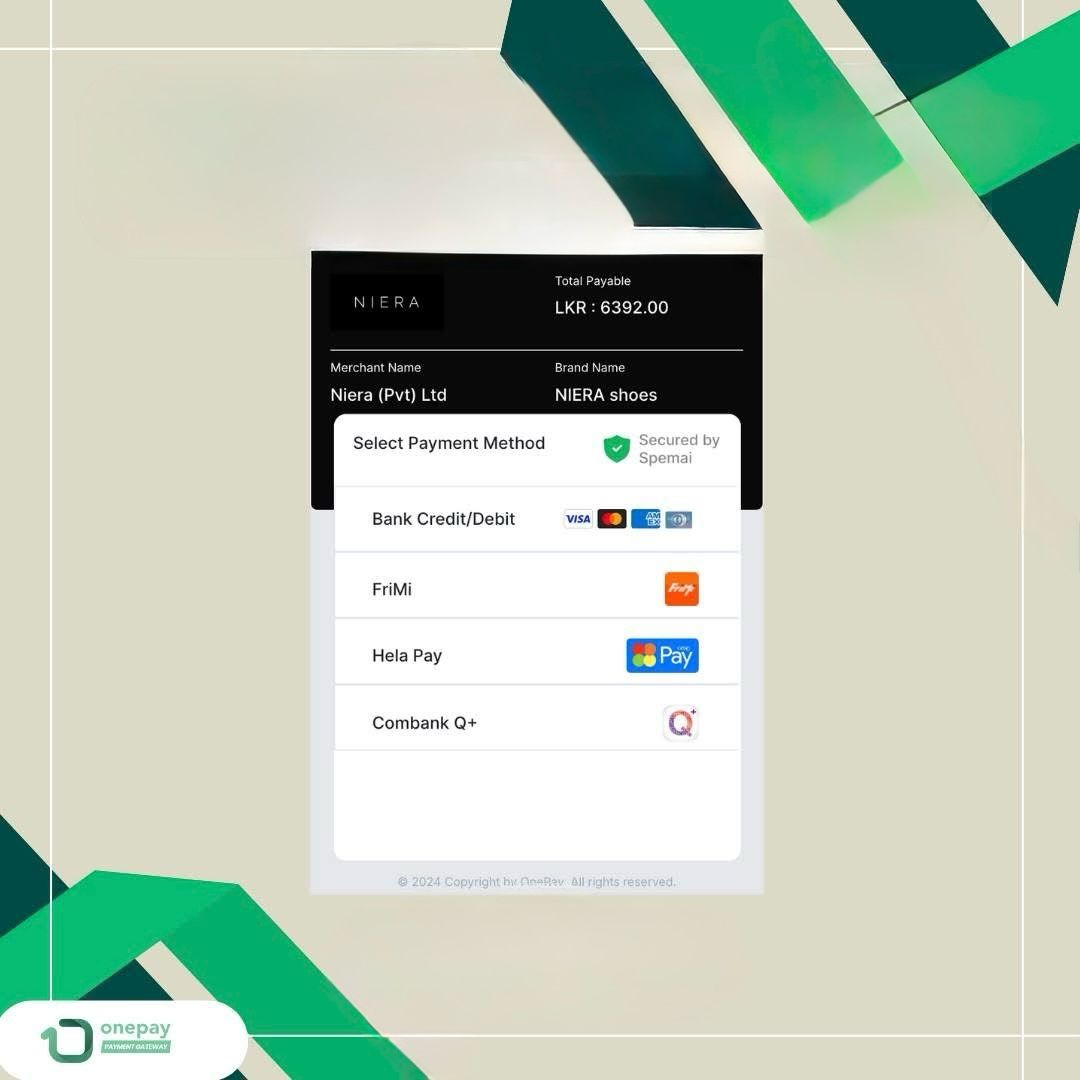 NIERA
Total Payable
LKR : 6392.00
Merchant Name
Brand Name
Niera (Pvt) Ltd
NIERA shoes
Select Payment Method
Secured by
Spemai
Bank Credit/Debit
VISA
AM
EX
FriMi
FriMi
Hela Pay
Pay
Combank Q+
Q+
© 2024 Copyright by OnePay. All rights reserved.
onepay
PAYMENT GATEWAY